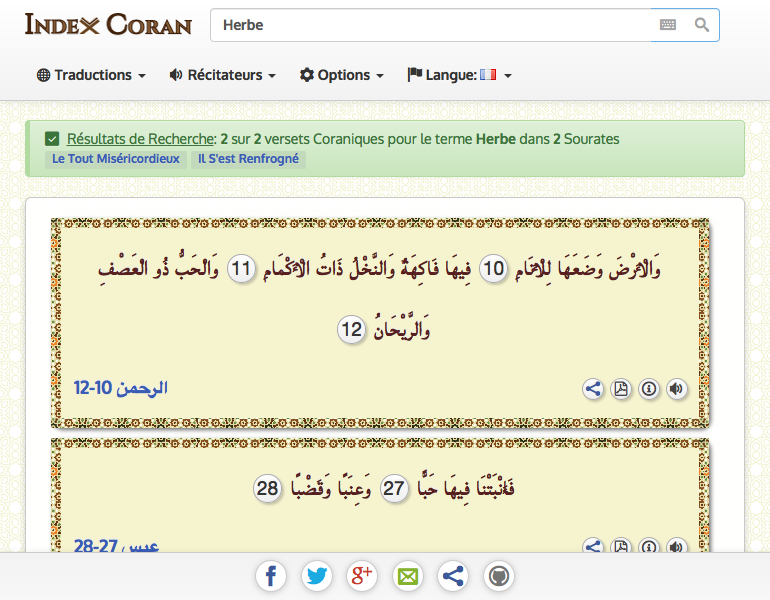 Index Coran
Herbe
Traductions Récitateurs Options Langue:
Résultats de Recherche: 2 sur 2 versets Coraniques pour le terme Herbe dans 2 Sourates
Le Tout Miséricordieux Il S'est Renfrogné
وَالْأَرْضَ وَضَعَهَا لِلْأَنَامِ 10 فِيهَا فَاكِهَةٌ وَالنَّخْلُ ذَاتُ الْأَكْمَامِ 11 وَالْحَبُّ ذُو الْعَصْفِ
وَالرَّيْحَانُ 12
الرحمن 10-12
فَأَنْبَتْنَا فِيهَا حَبًّا 27 وَعِنَبًا وَقَضْبًا 28
عبس 27-28